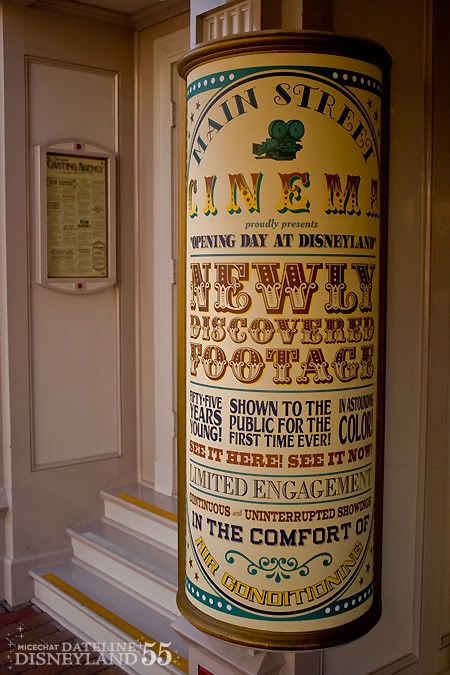 Main St
MAIN STREET
CINEMA
proudly presents
"OPENING DAY AT DISNEYLAND"
NEWLY
DISCOVERED
FOOTAGE
FIFTY-FIVE
YEARS
YOUNG!
SHOWN TO THE
PUBLIC FOR THE
FIRST TIME EVER!
IN ASTOUNDING
COLOR!
SEE IT HERE! SEE IT NOW!
LIMITED ENGAGEMENT
CONTINUOUS and UNINTERRUPTED SHOWINGS
IN THE COMFORT OF
AIR CONDITIONING
CASTING AGENCY
MICECHAT DATELINE
DISNEYLAND 55